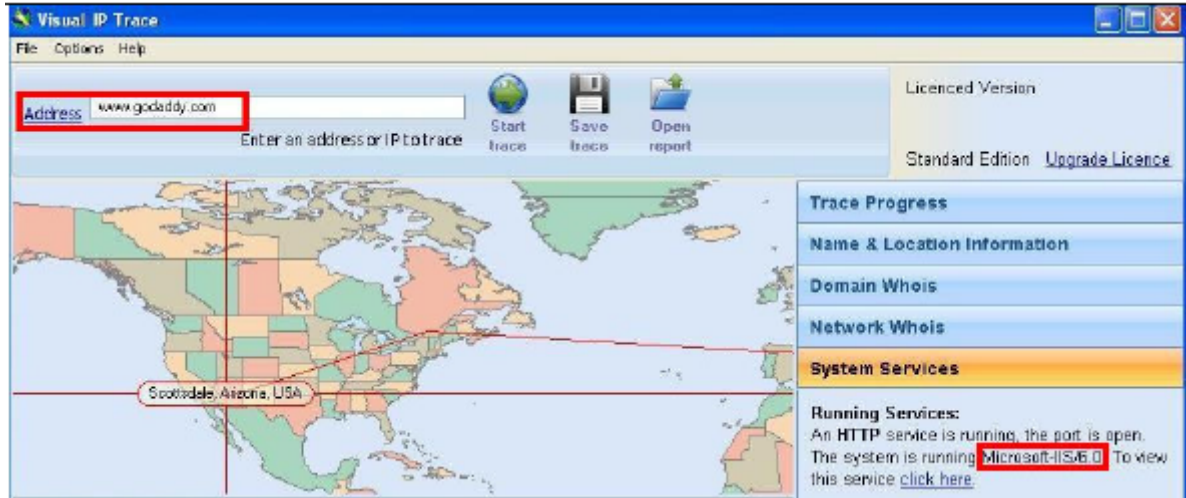 Visual IP Trace
File Options Help
Address www.godaddy.com
Enter an address or IP to trace
Start trace
Save trace
Open report
Licenced Version
Standard Edition Upgrade Licence
Trace Progress
Name & Location Information
Domain Whois
Network Whois
System Services
Scottsdale, Arizona, USA
Running Services:
An HTTP service is running, the port is open.
The system is running Microsoft-IIS/6.0. To view
this service click here.